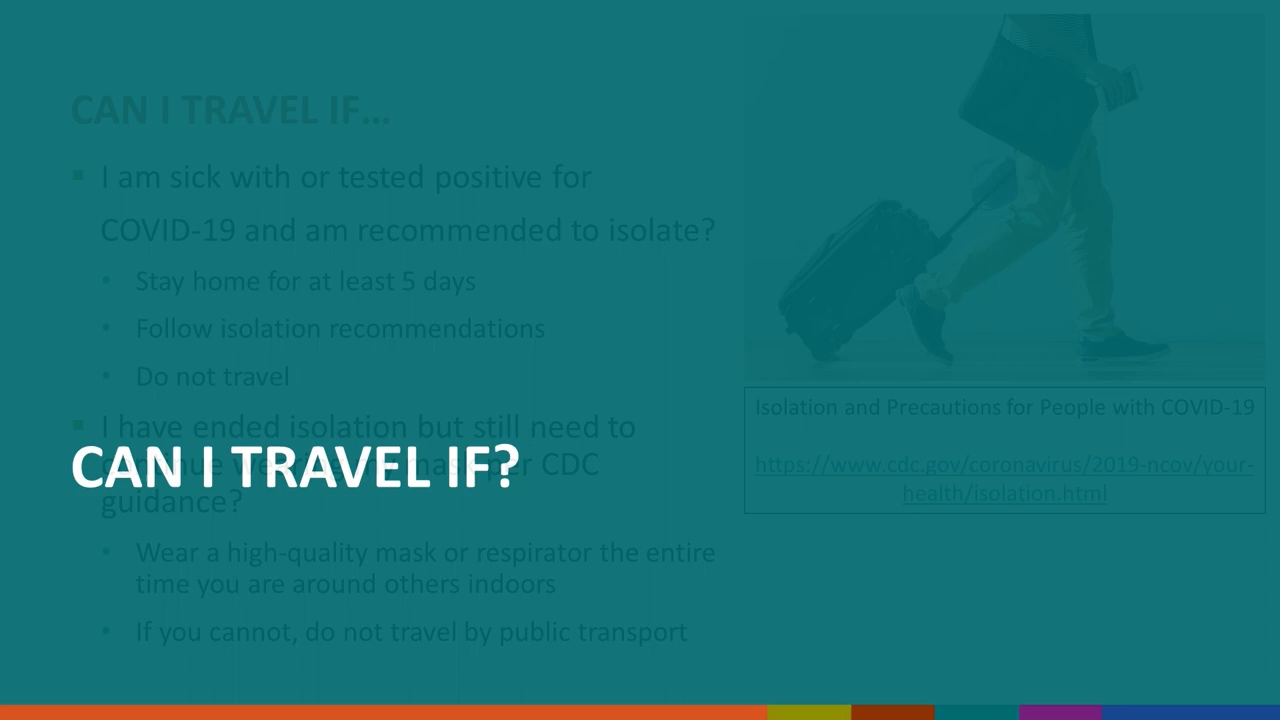 CAN I TRAVEL IF…
I am sick with or tested positive for
COVID-19 and am recommended to isolate?
Stay home for at least 5 days
Follow isolation recommendations
Do not travel
I have ended isolation but still need to
CAN I TRAVEL IF?
mask per CDC
guidance?
Wear a high-quality mask or respirator the entire
time you are around others indoors
If you cannot, do not travel by public transport
Isolation and Precautions for People with COVID-19
https://www.cdc.gov/coronavirus/2019-ncov/your-
health/isolation.html